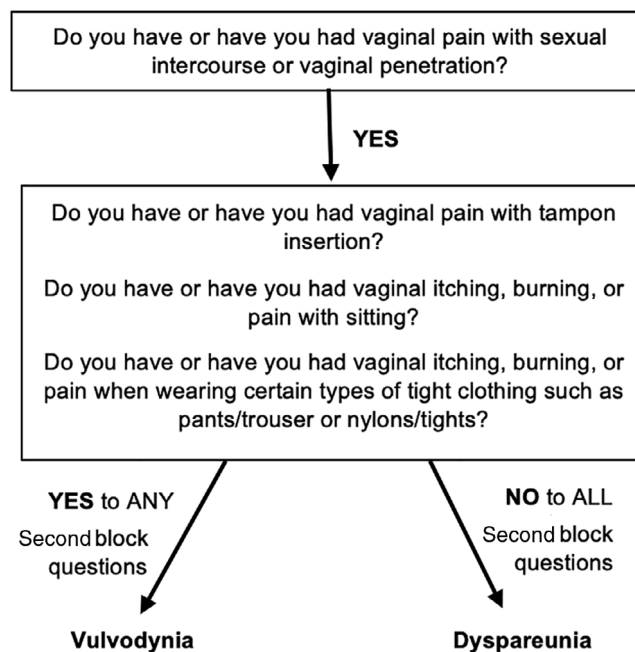 Do you have or have you had vaginal pain with sexual
intercourse or vaginal penetration?
YES
Do you have or have you had vaginal pain with tampon
insertion?
Do you have or have you had vaginal itching, burning, or
pain with sitting?
Do you have or have you had vaginal itching, burning, or
pain when wearing certain types of tight clothing such as
pants/trouser or nylons/tights?
YES to ANY
Second block
questions
NO to ALL
Second block
questions
Vulvodynia
Dyspareunia